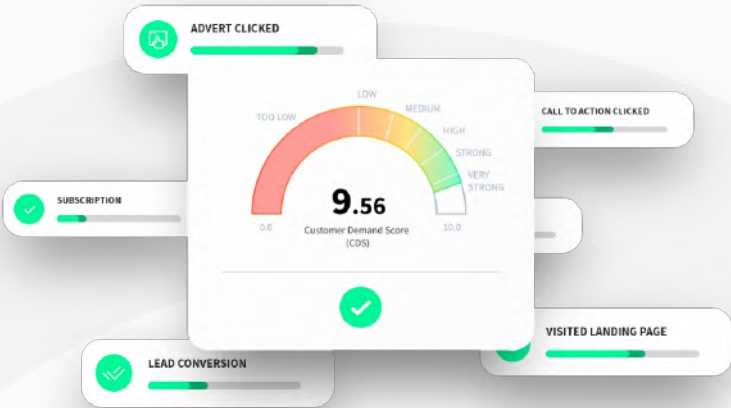 ADVERT CLICKED
LOW
MEDIUM
TOO LOW
HIGH
CALL TO ACTION CLICKED
STRONG
VERY
STRONG
SUBSCRIPTION
9.56
0.0
Customer Demand Score
(CDS)
10.0
VISITED LANDING PAGE
LEAD CONVERSION